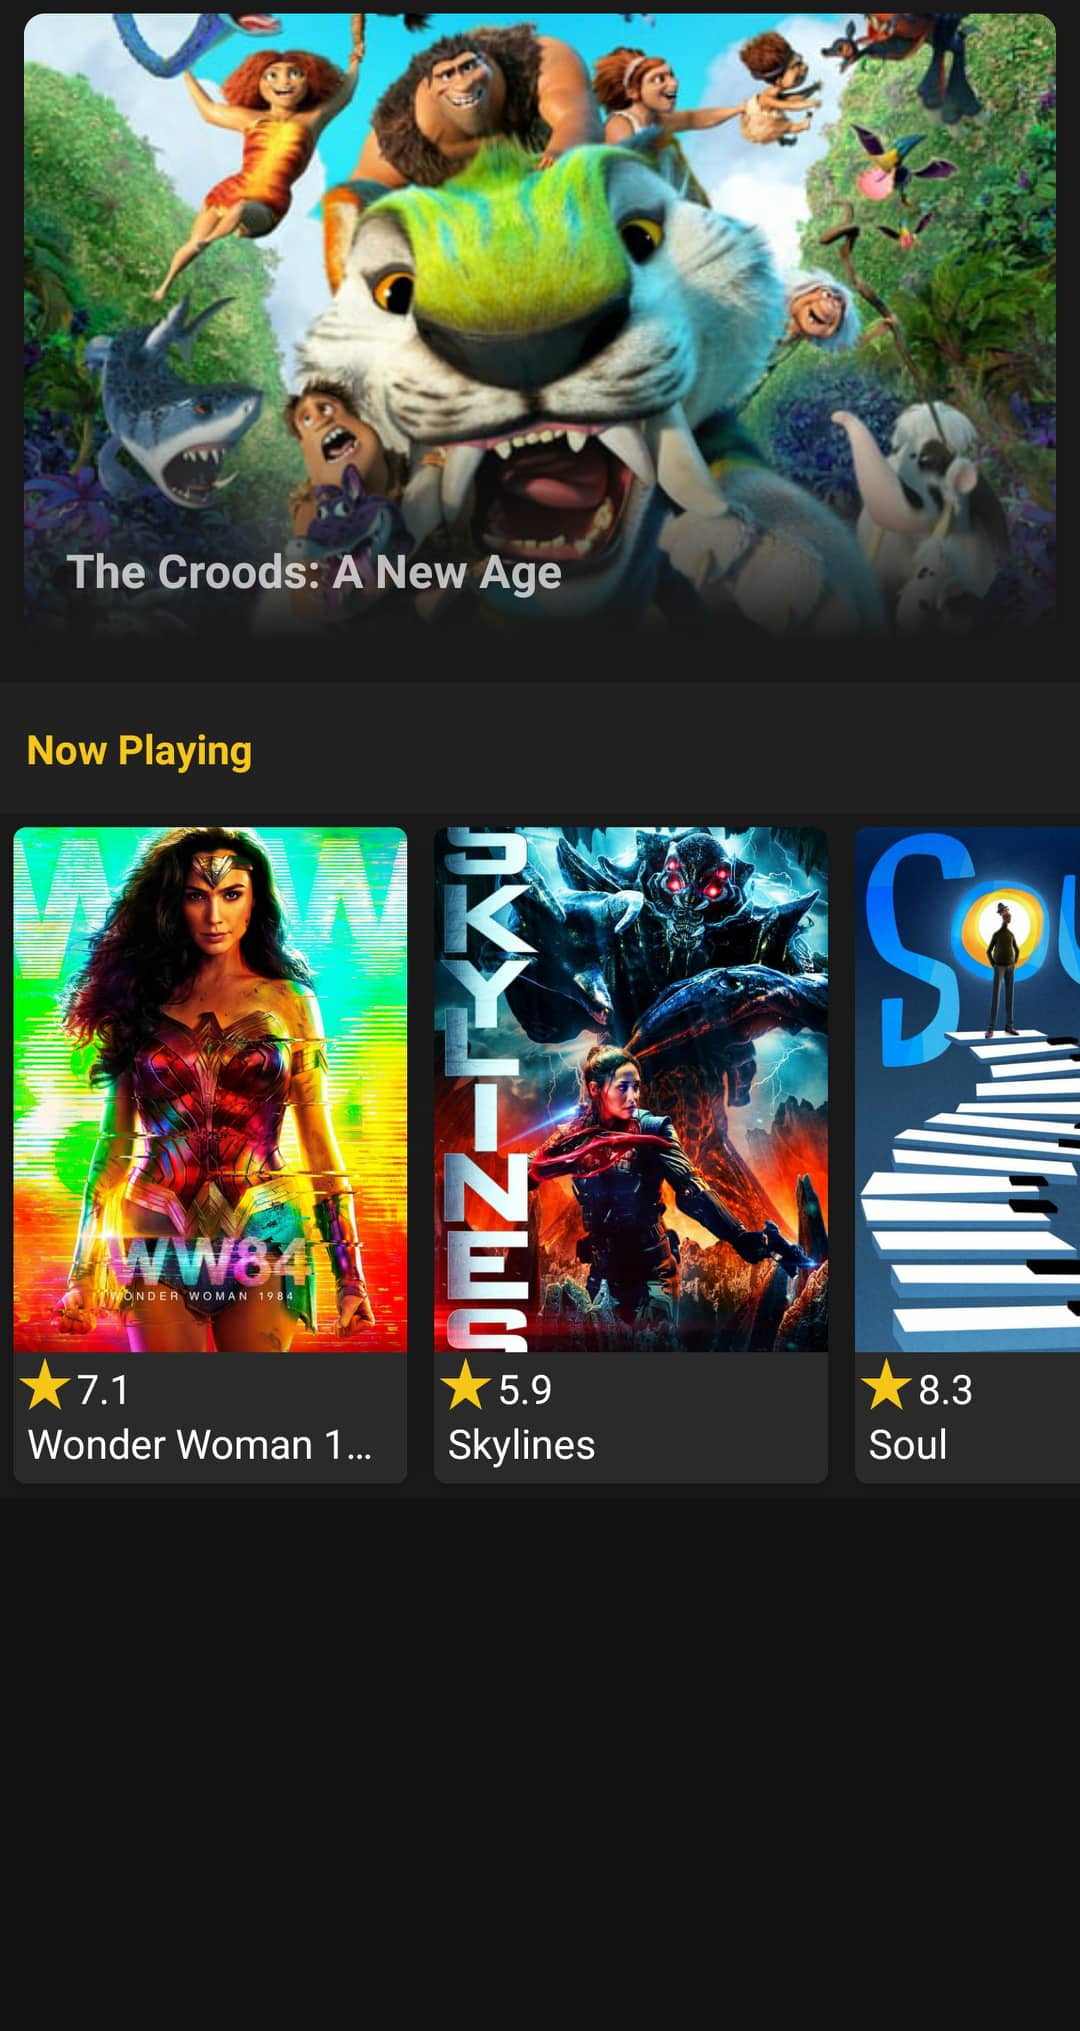 The Croods: A New Age
Now Playing
WW84
WONDER WOMAN 1984
SKYLINES
Sou
7.1
Wonder Woman 1...
5.9
Skylines
8.3
Soul